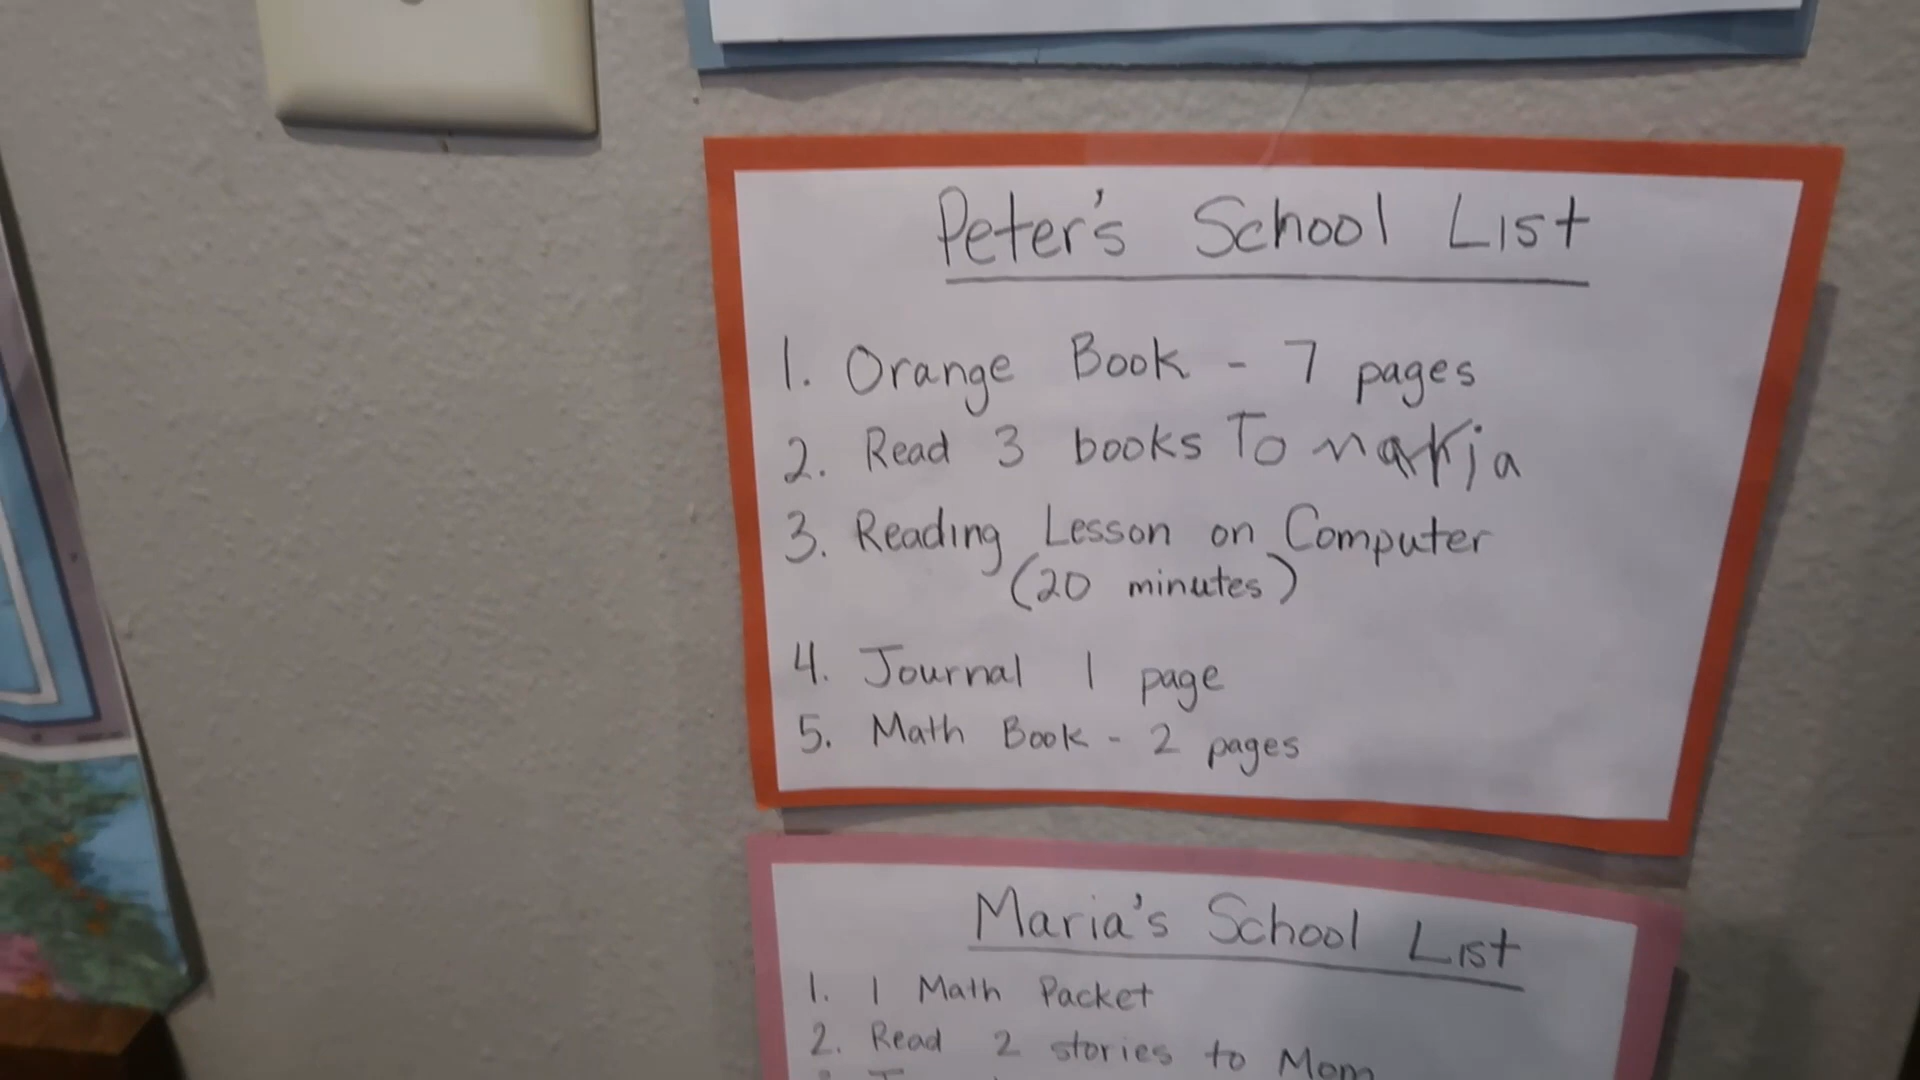 Peter's School List
1. Orange Book - 7 pages
2. Read 3 books To maria
3. Reading Lesson on Computer
(20 minutes)
4. Journal 1 page
5. Math Book - 2 pages
Maria's School List
1. 1 Math Packet
2. Read 2 stories to Mom